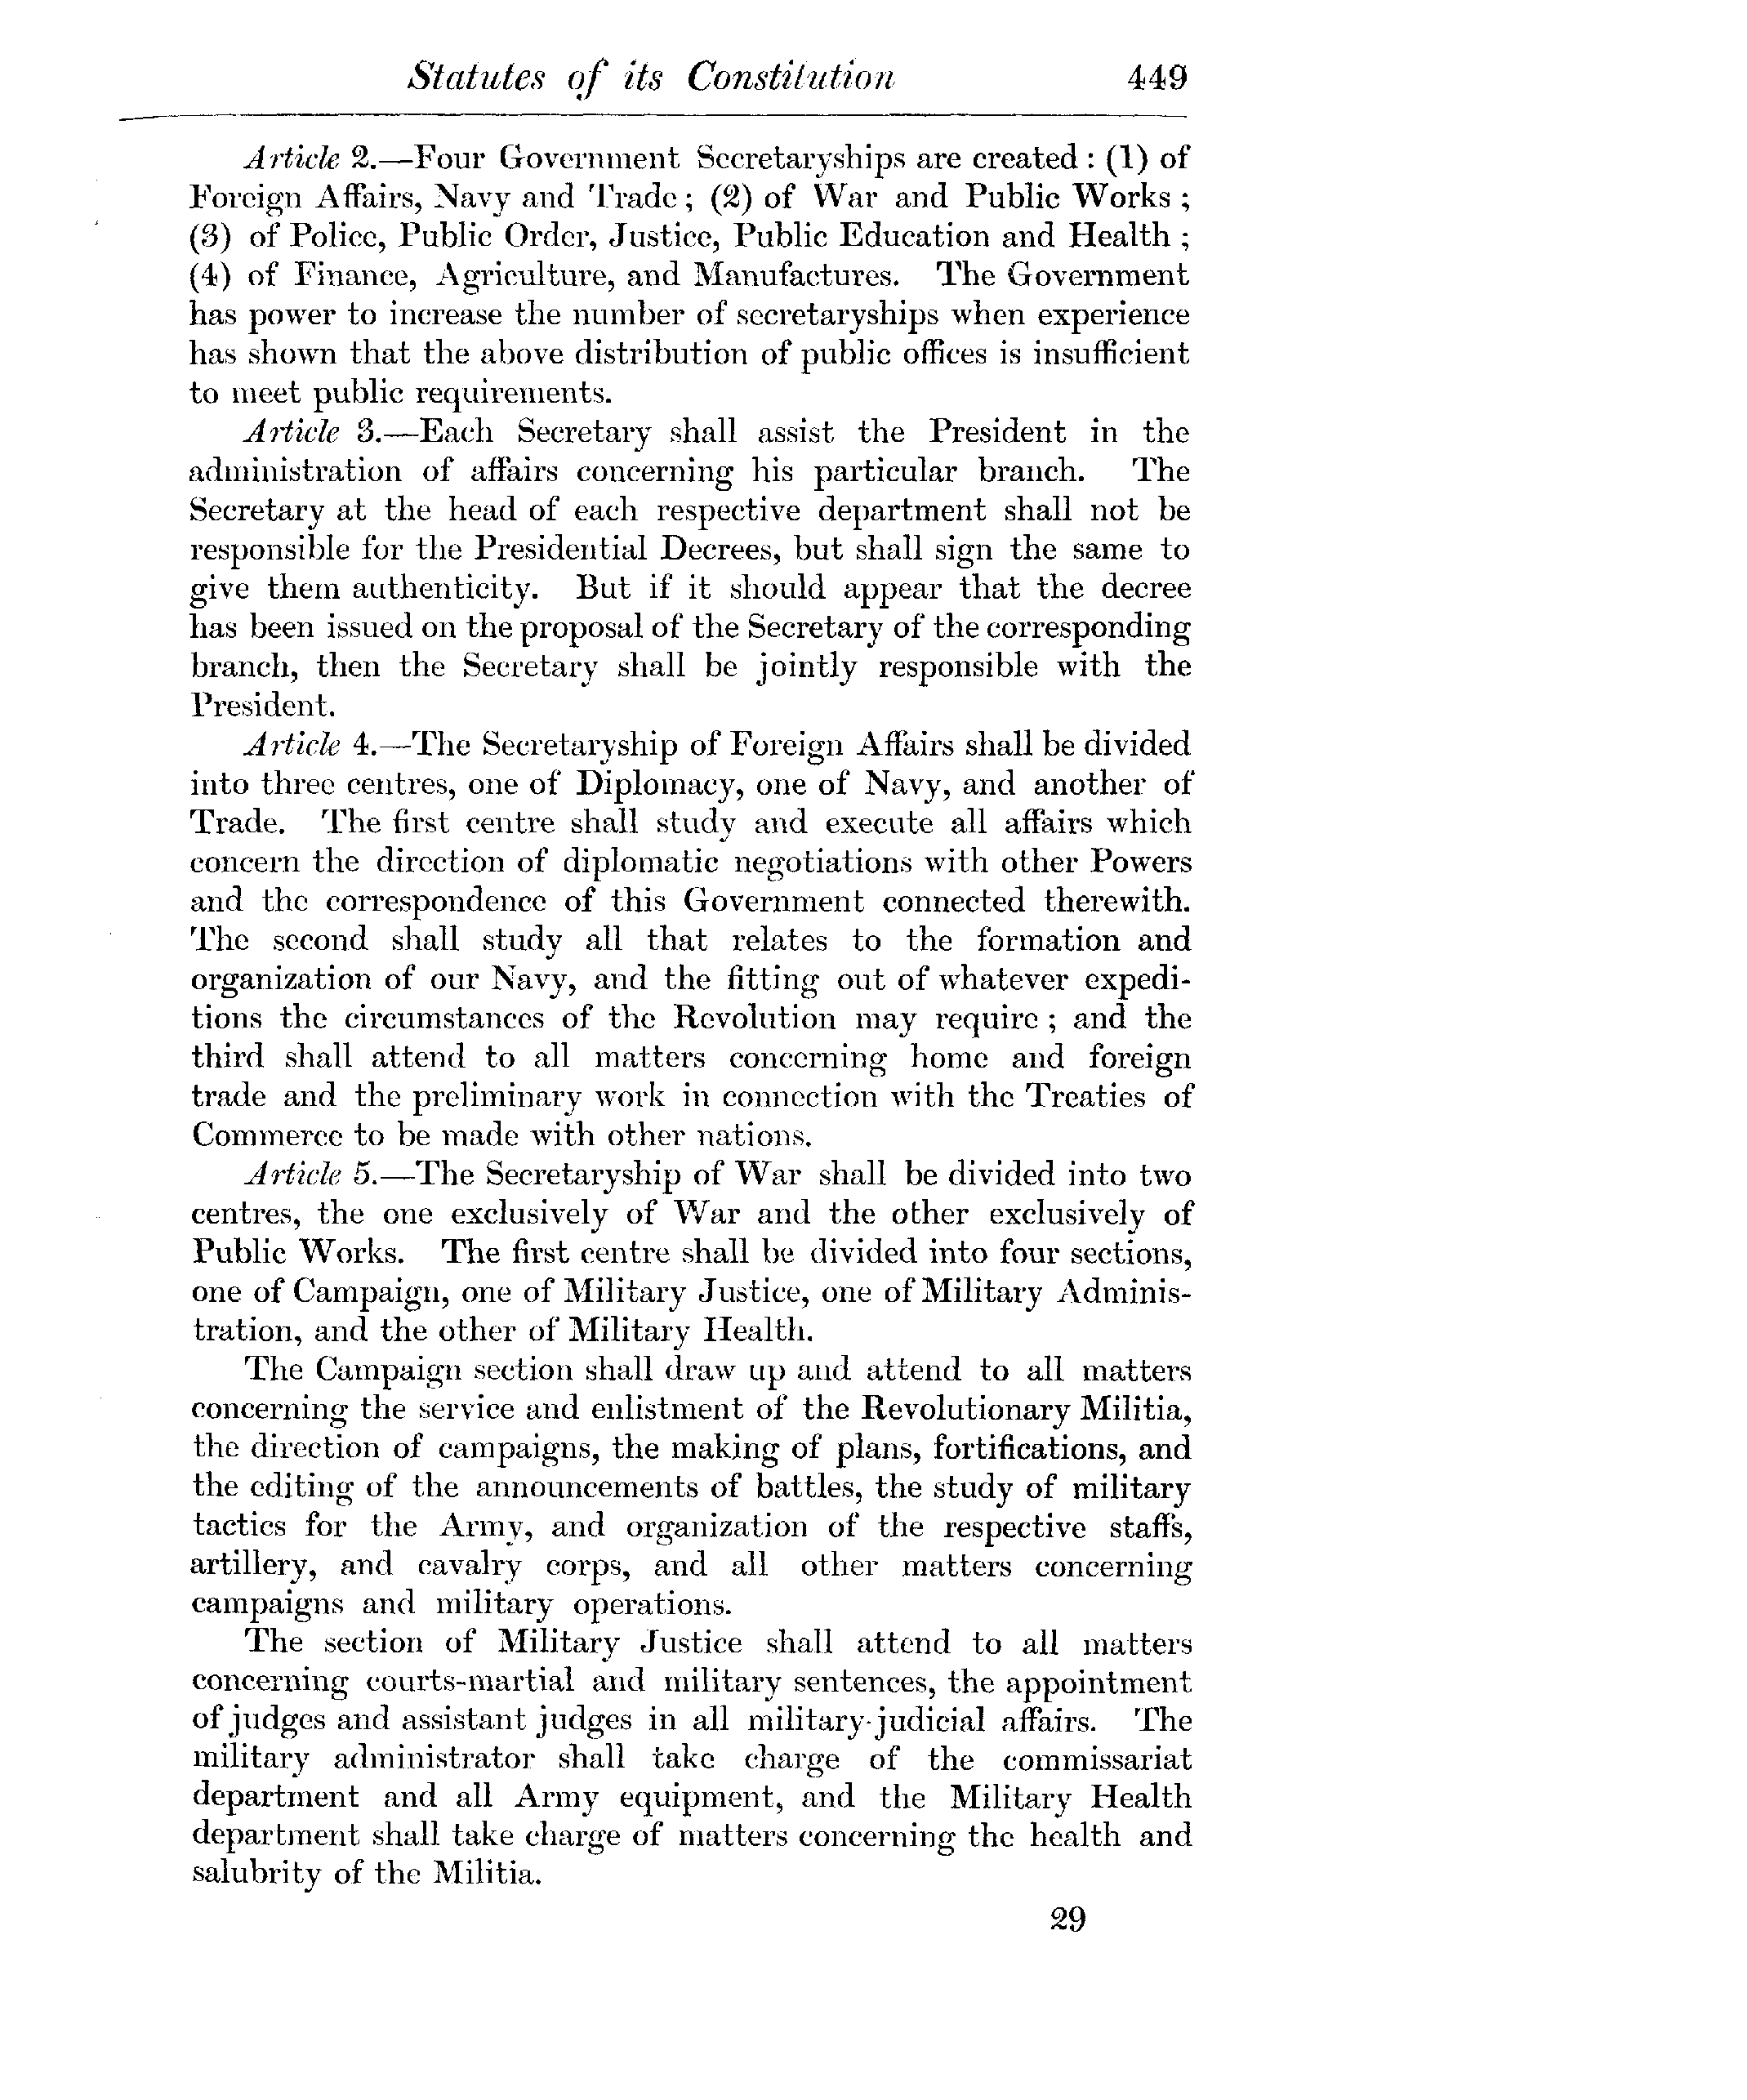 Statutes of its Constitution 449
Article 2.—Four Government Secretaryships are created : (1) of
Foreign Affairs, Navy and Trade ; (2) of War and Public Works ;
(3) of Police, Public Order, Justice, Public Education and Health ;
(4) of Finance, Agriculture, and Manufactures. The Government
has power to increase the number of secretaryships when experience
has shown that the above distribution of public offices is insufficient
to meet public requirements.
Article 3.—Each Secretary shall assist the President in the
administration of affairs concerning his particular branch. The
Secretary at the head of each respective department shall not be
responsible for the Presidential Decrees, but shall sign the same to
give them authenticity. But if it should appear that the decree
has been issued on the proposal of the Secretary of the corresponding
branch, then the Secretary shall be jointly responsible with the
President.
Article 4.—The Secretaryship of Foreign Affairs shall be divided
into three centres, one of Diplomacy, one of Navy, and another of
Trade. The first centre shall study and execute all affairs which
concern the direction of diplomatic negotiations with other Powers
and the correspondence of this Government connected therewith.
The second shall study all that relates to the formation and
organization of our Navy, and the fitting out of whatever expedi-
tions the circumstances of the Revolution may require ; and the
third shall attend to all matters concerning home and foreign
trade and the preliminary work in connection with the Treaties of
Commerce to be made with other nations.
Article 5.—The Secretaryship of War shall be divided into two
centres, the one exclusively of War and the other exclusively of
Public Works. The first centre shall be divided into four sections,
one of Campaign, one of Military Justice, one of Military Adminis-
tration, and the other of Military Health.
The Campaign section shall draw up and attend to all matters
concerning the service and enlistment of the Revolutionary Militia,
the direction of campaigns, the making of plans, fortifications, and
the editing of the announcements of battles, the study of military
tactics for the Army, and organization of the respective staffs,
artillery, and cavalry corps, and all other matters concerning
campaigns and military operations.
The section of Military Justice shall attend to all matters
concerning courts-martial and military sentences, the appointment
of judges and assistant judges in all military-judicial affairs. The
military administrator shall take charge of the commissariat
department and all Army equipment, and the Military Health
department shall take charge of matters concerning the health and
salubrity of the Militia.
29